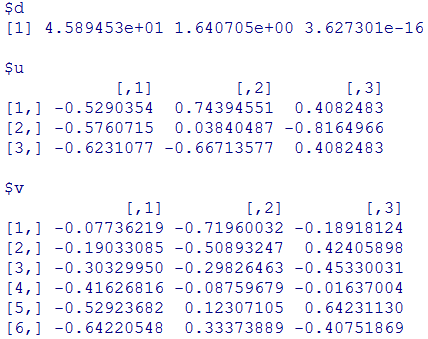 $d
[1] 4.589453e+01 1.640705e+00 3.627301e-16
$u
[,1] [,2] [,3]
[1,] -0.5290354 0.74394551 0.4082483
[2,] -0.5760715 0.03840487 -0.8164966
[3,] -0.6231077 -0.66713577 0.4082483
$v
[,1] [,2] [,3]
[1,] -0.07736219 -0.71960032 -0.18918124
[2,] -0.19033085 -0.50893247 0.42405898
[3,] -0.30329950 -0.29826463 -0.45330031
[4,] -0.41626816 -0.08759679 -0.01637004
[5,] -0.52923682 0.12307105 0.64231130
[6,] -0.64220548 0.33373889 -0.40751869